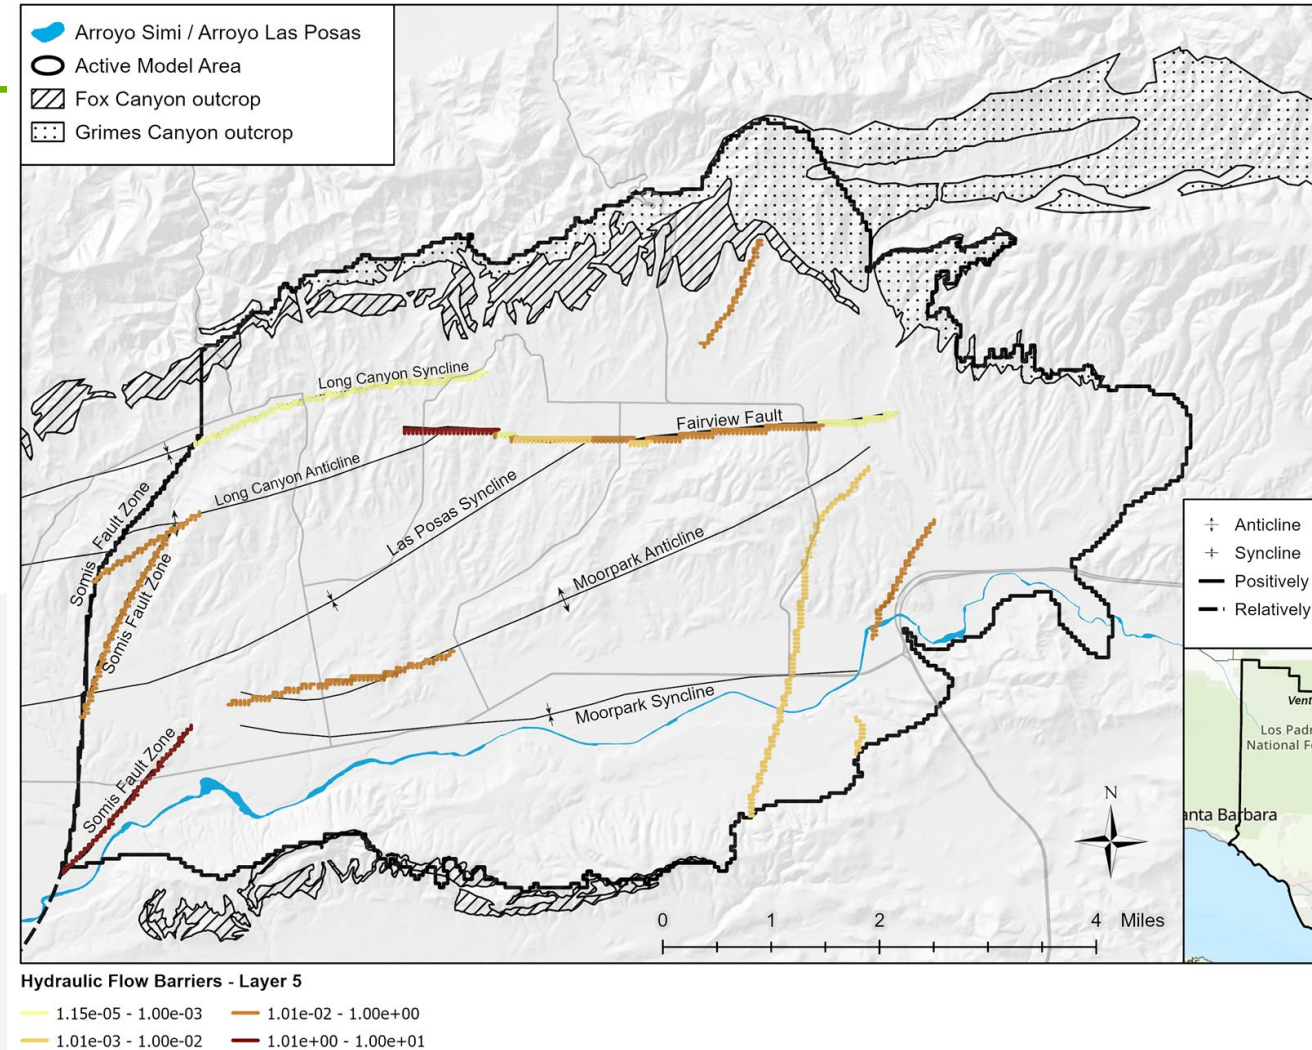 Arroyo Simi / Arroyo Las Posas
Active Model Area
Fox Canyon outcrop
Grimes Canyon outcrop
Long Canyon Syncline
Fairview Fault
Long Canyon Anticline
Las Posas Syncline
Somis Fault Zone
Somis Fault Zone
Moorpark Anticline
Moorpark Syncline
Somis Fault Zone
Anticline
Syncline
Positively
Relatively
Vent
Los Padr
National F
anta Barbara
N
0 1 2 4 Miles
Hydraulic Flow Barriers - Layer 5
1.15e-05 - 1.00e-03
1.01e-02 - 1.00e+00
1.01e-03 - 1.00e-02
1.01e+00 - 1.00e+01